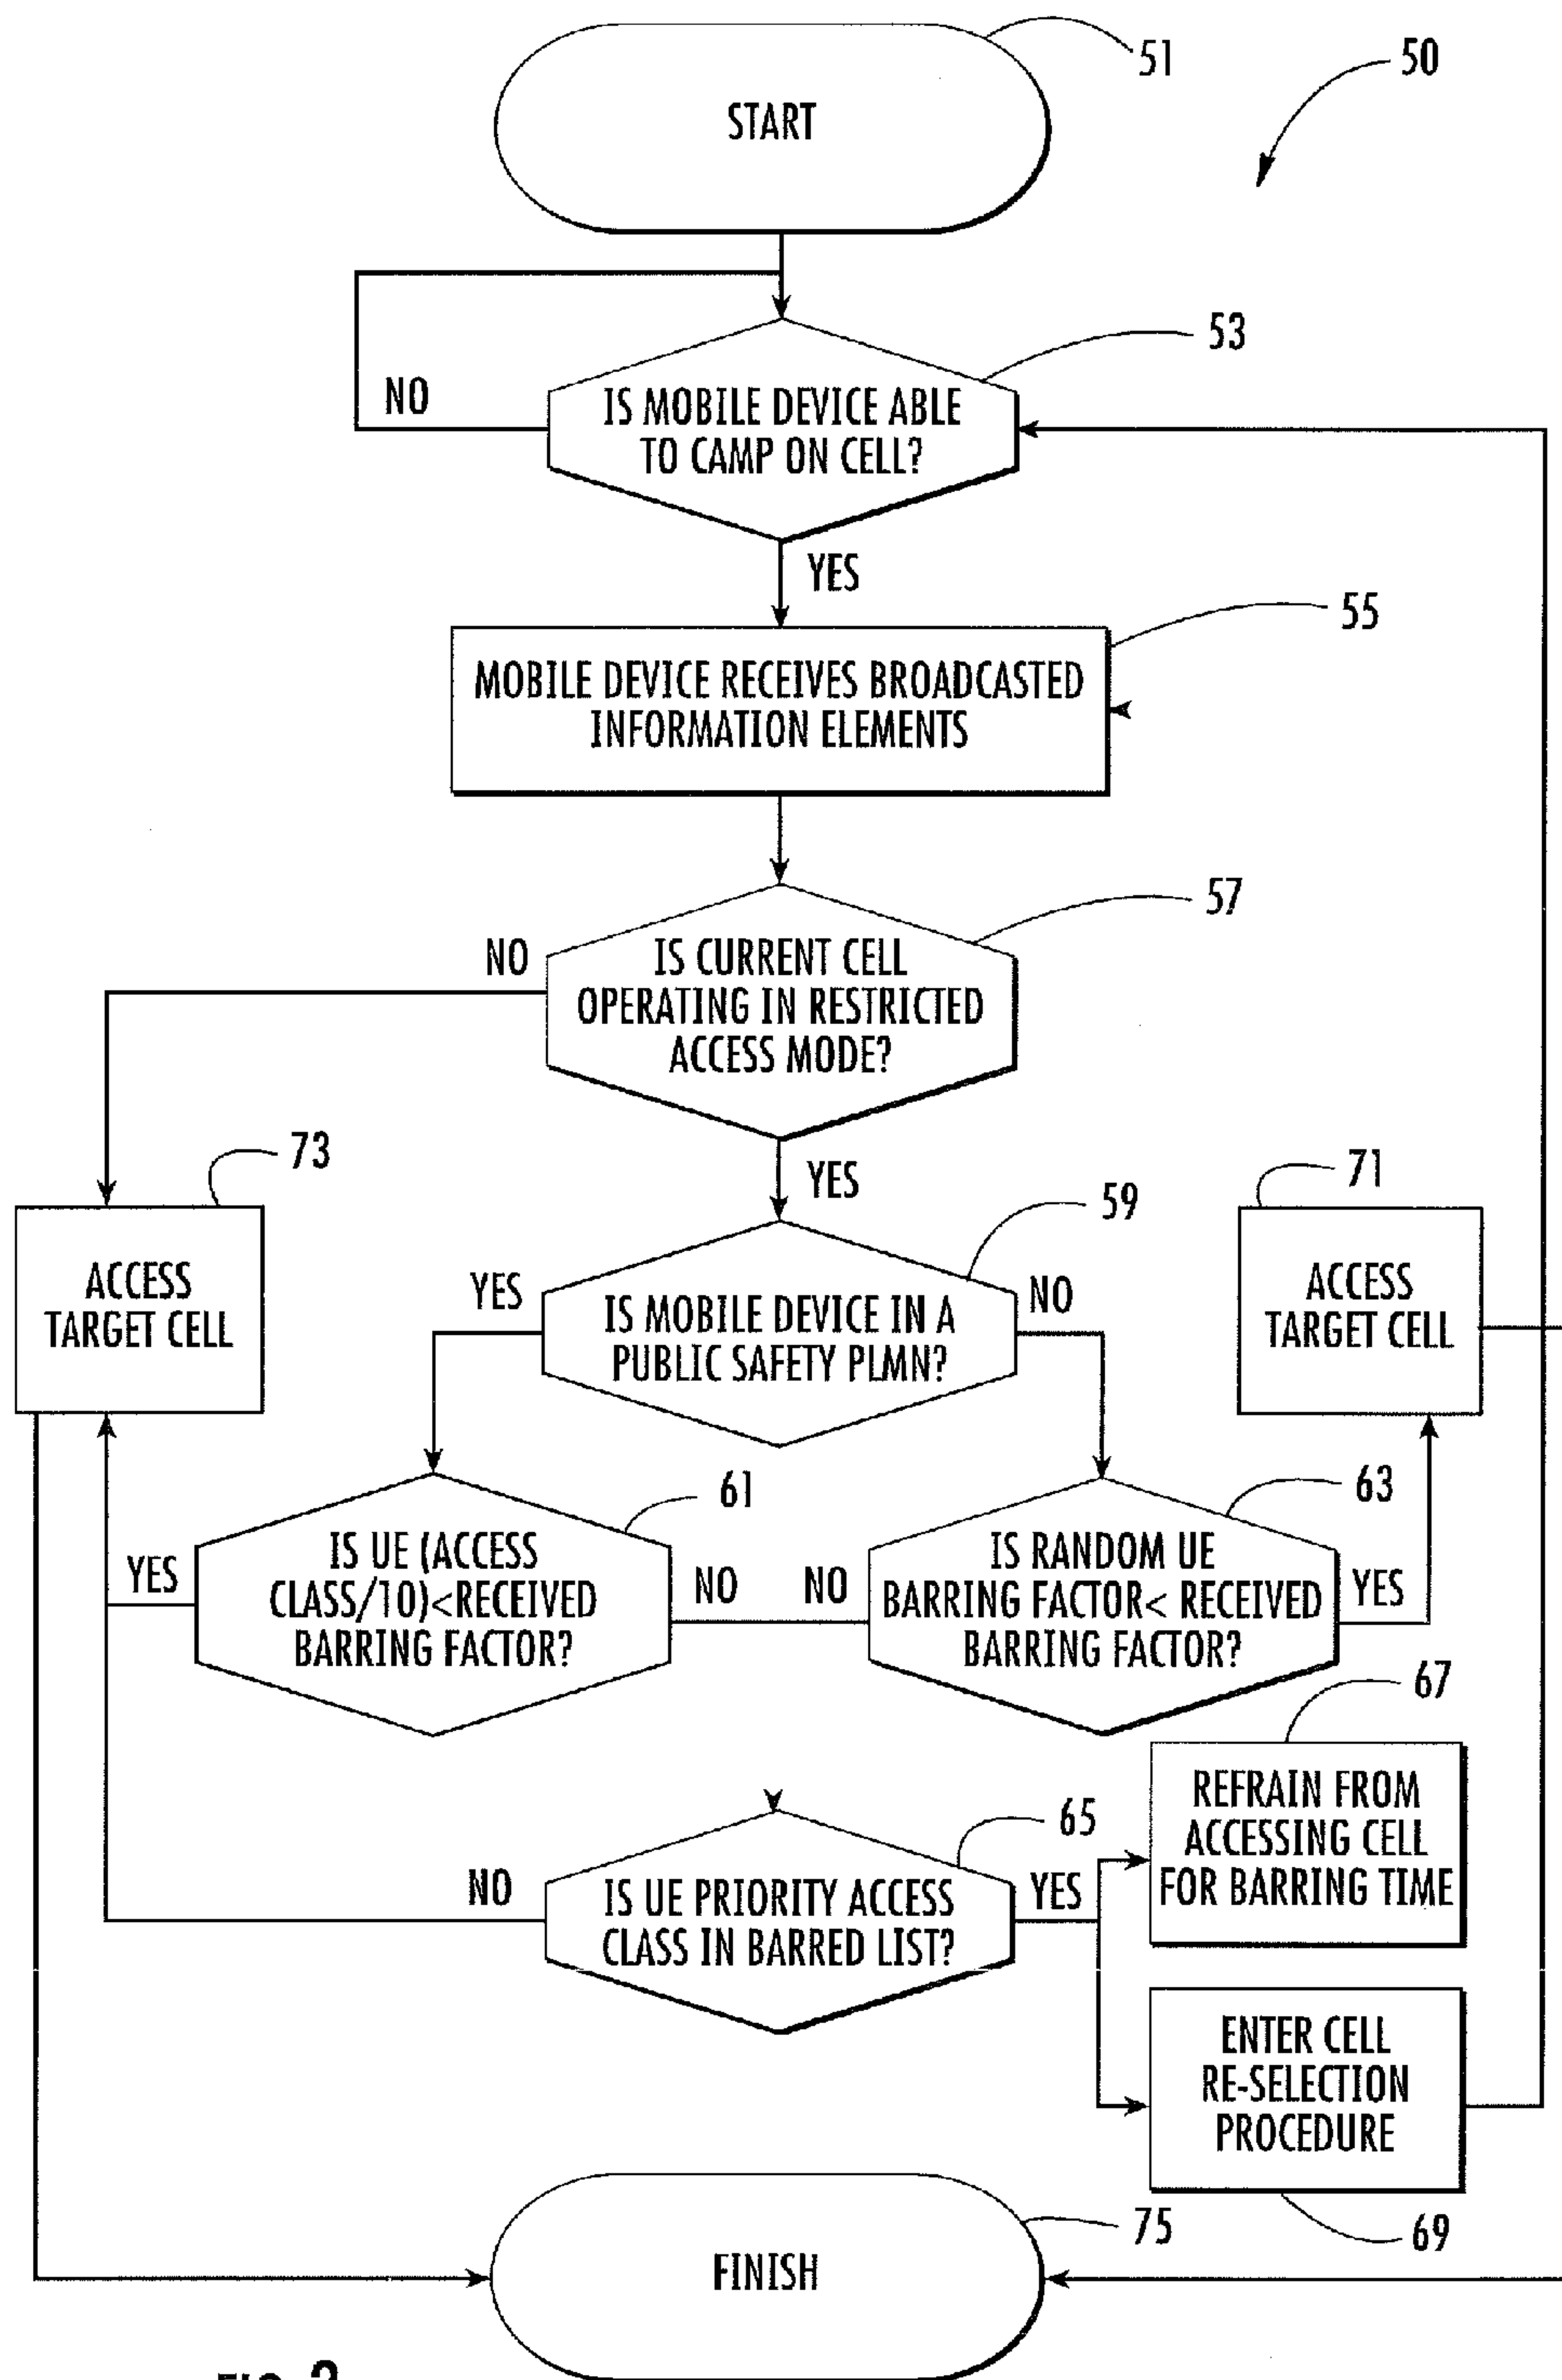 51
50
START
53
NO
IS MOBILE DEVICE ABLE
TO CAMP ON CELL?
YES
55
MOBILE DEVICE RECEIVES BROADCASTED
INFORMATION ELEMENTS
57
NO
IS CURRENT CELL
OPERATING IN RESTRICTED
ACCESS MODE?
73
YES
71
59
ACCESS
TARGET CELL
YES
IS MOBILE DEVICE IN A
PUBLIC SAFETY PLMN?
NO
ACCESS
TARGET CELL
61
63
YES
IS UE (ACCESS
CLASS/10)<RECEIVED
BARRING FACTOR?
NO
NO
IS RANDOM UE
BARRING FACTOR< RECEIVED
BARRING FACTOR?
YES
67
65
REFRAIN FROM
ACCESSING CELL
FOR BARRING TIME
NO
IS UE PRIORITY ACCESS
CLASS IN BARRED LIST?
YES
ENTER CELL
RE-SELECTION
PROCEDURE
75
69
FINISH